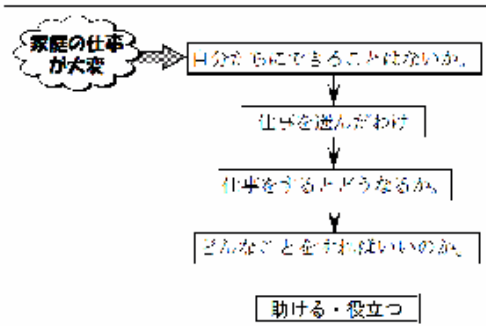 家庭の仕事
が大変
自分たちにできることはないか。
仕事を選んだわけ
仕事をするとどうなるか。
どんなことをすればいいのか。
助ける・役立つ